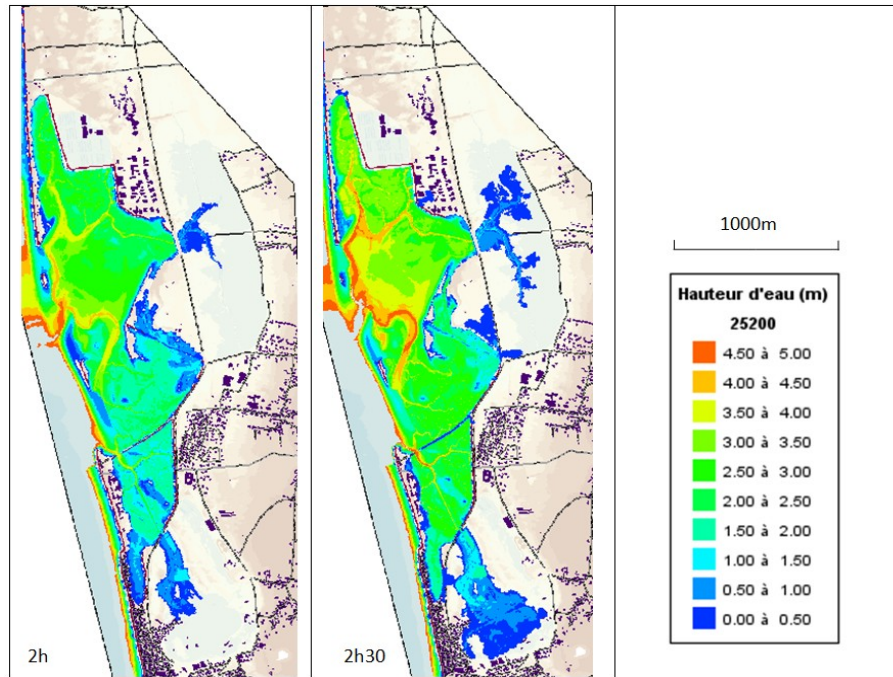 2h
2h30
1000m
Hauteur d'eau (m)
25200
4.50 à 5.00
4.00 à 4.50
3.50 à 4.00
3.00 à 3.50
2.50 à 3.00
2.00 à 2.50
1.50 à 2.00
1.00 à 1.50
0.50 à 1.00
0.00 à 0.50